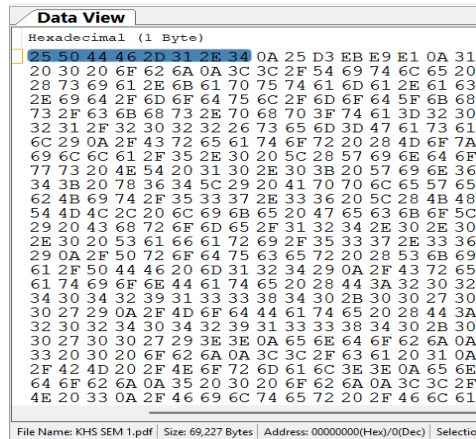 Data View
Hexadecimal (1 Byte)
25 50 44 46 2D 31 2E 34 0A 25 D3 EB E9 E1 0A 31
20 30 20 6F 62 6A 0A 3C 3C 2F 54 69 74 6C 65 20
28 73 69 61 2E 6B 61 70 75 74 61 6D 61 2E 61 63
2E 69 64 2F 6D 6F 64 75 6C 2F 6D 6F 64 5F 6B 68
73 2F 63 6B 68 73 2E 70 68 70 3F 74 61 3D 32 30
32 31 2F 32 30 32 32 26 73 65 6D 3D 47 61 73 61
6C 29 0A 2F 43 72 65 61 74 6F 72 20 28 4D 6F 7A
69 6C 6C 61 2F 35 2E 30 20 5C 28 57 69 6E 64 6F
77 73 20 4E 54 20 31 30 2E 30 3B 20 57 69 6E 36
34 3B 20 78 36 34 5C 29 20 41 70 70 6C 65 57 65
62 4B 69 74 2F 35 33 37 2E 33 36 20 5C 28 4B 48
54 4D 4C 2C 20 6C 69 6B 65 20 47 65 63 6B 6F 5C
29 20 43 68 72 6F 6D 65 2F 31 32 34 2E 30 2E 30
2E 30 20 53 61 66 61 72 69 2F 35 33 37 2E 33 36
29 0A 2F 50 72 6F 64 75 63 65 72 20 28 53 6B 69
61 2F 50 44 46 20 6D 31 32 34 29 0A 2F 43 72 65
61 74 69 6F 6E 44 61 74 65 20 28 44 3A 32 30 32
34 30 34 32 39 31 33 33 38 34 30 2B 30 30 27 30
30 27 29 0A 2F 4D 6F 64 44 61 74 65 20 28 44 3A
32 30 32 34 30 34 32 39 31 33 33 38 34 30 2B 30
30 27 30 30 27 29 3E 3E 0A 65 6E 64 6F 62 6A 0A
33 20 30 20 6F 62 6A 0A 3C 3C 2F 63 61 20 31 0A
2F 42 4D 20 2F 4E 6F 72 6D 61 6C 3E 3E 0A 65 6E
64 6F 62 6A 0A 35 20 30 20 6F 62 6A 0A 3C 3C 2F
4E 20 33 0A 2F 46 69 6C 74 65 72 20 2F 46 6C 61
File Name: KHS SEM 1.pdf Size: 69,227 Bytes Address: 00000000(Hex)/0(Dec) Selectio